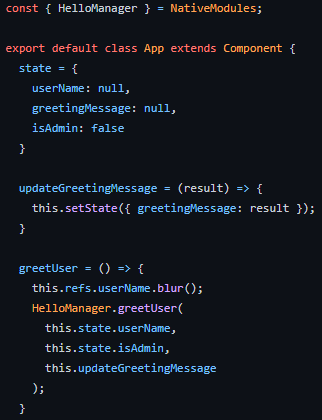 const { HelloManager } = NativeModules;
export default class App extends Component {
state = {
userName: null,
greetingMessage: null,
isAdmin: false
}
updateGreetingMessage = (result) => {
this.setState({ greetingMessage: result });
}
greetUser = () => {
this.refs.userName.blur();
HelloManager.greetUser(
this.state.userName,
this.state.isAdmin,
this.updateGreetingMessage
);
}